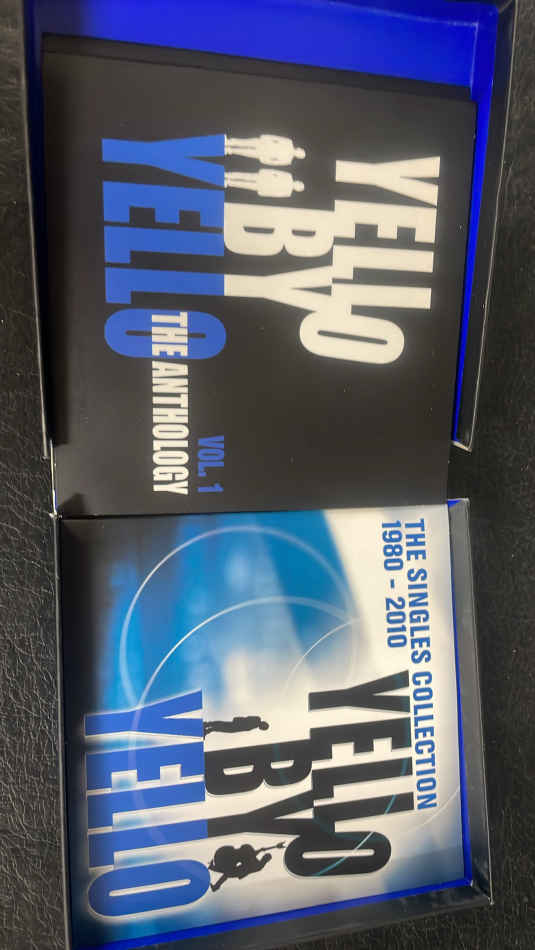 YELLO
BY
YELLO
THE ANTHOLOGY
VOL. 1
THE SINGLES COLLECTION
1980 - 2010
YELLO
BY
YELLO